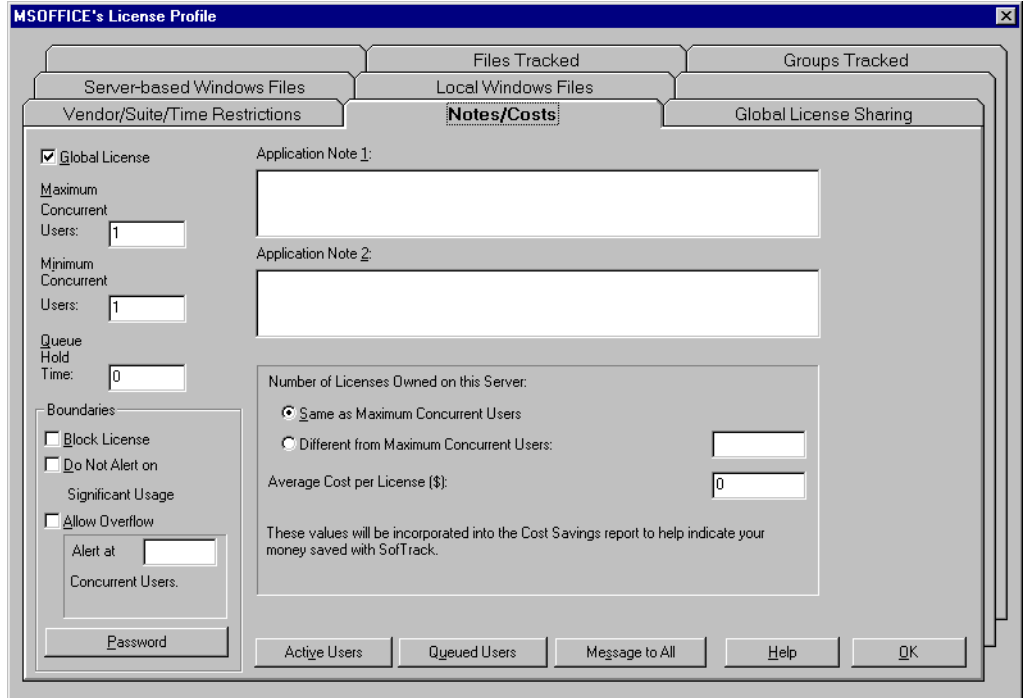 MSOFFICE's License Profile
Files Tracked
Groups Tracked
Server-based Windows Files
Local Windows Files
Vendor/Suite/Time Restrictions
Notes/Costs
Global License Sharing
Global License
Maximum
Concurrent
Users: 1
Minimum
Concurrent
Users: 1
Queue
Hold
Time: 0
Boundaries
Block License
Do Not Alert on
Significant Usage
Allow Overflow
Alert at
Concurrent Users.
Password
Application Note 1:
Application Note 2:
Number of Licenses Owned on this Server:
Same as Maximum Concurrent Users
Different from Maximum Concurrent Users:
Average Cost per License ($): 0
These values will be incorporated into the Cost Savings report to help indicate your
money saved with SofTrack.
Active Users
Queued Users
Message to All
Help
OK